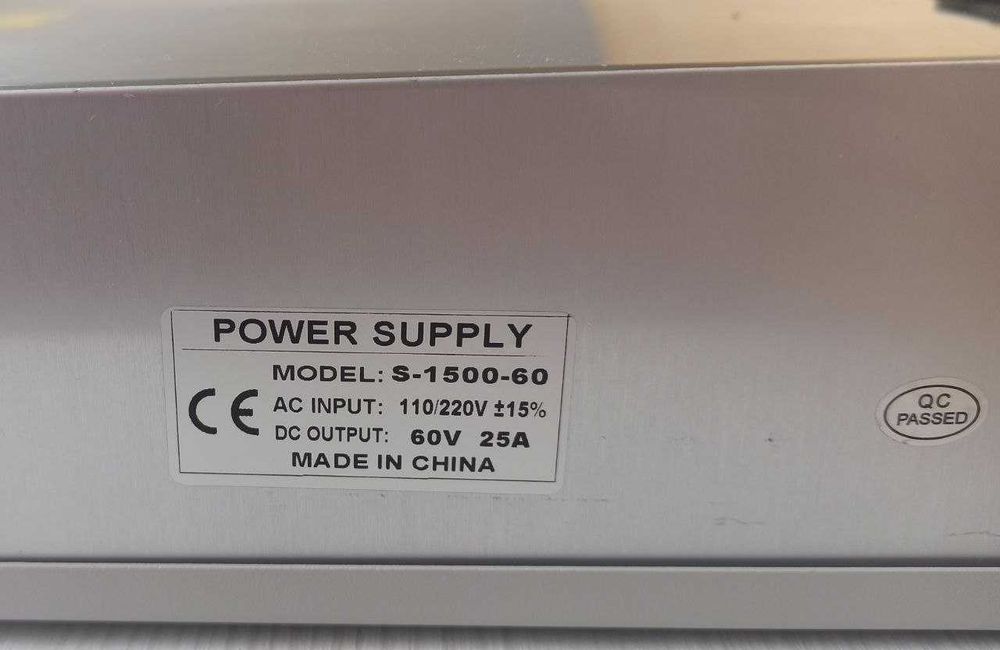 POWER SUPPLY
MODEL: S-1500-60
CE AC INPUT: 110/220V ±15%
DC OUTPUT: 60V 25A
MADE IN CHINA
QC
PASSED